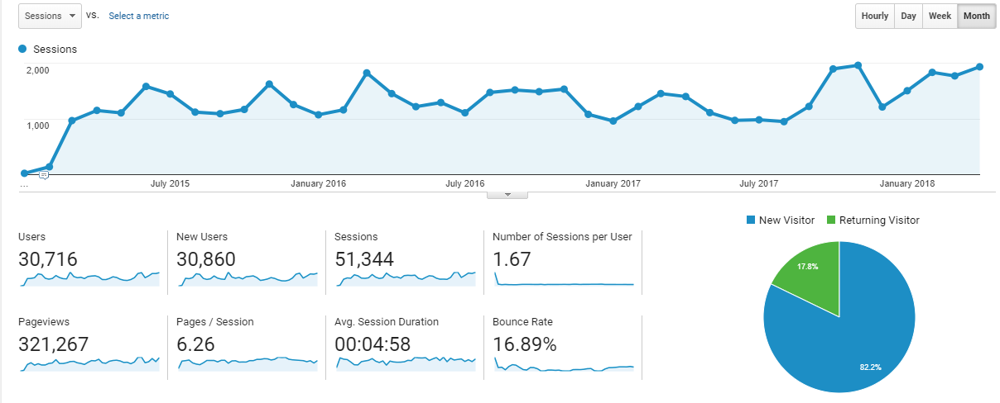 Sessions vs. Select a metric Hourly Day Week Month
Sessions
2,000
1,000
... July 2015 January 2016 July 2016 January 2017 July 2017 January 2018
New Visitor Returning Visitor
Users New Users Sessions Number of Sessions per User
30,716 30,860 51,344 1.67
17.8%
Pageviews Pages / Session Avg. Session Duration Bounce Rate
321,267 6.26 00:04:58 16.89%
82.2%